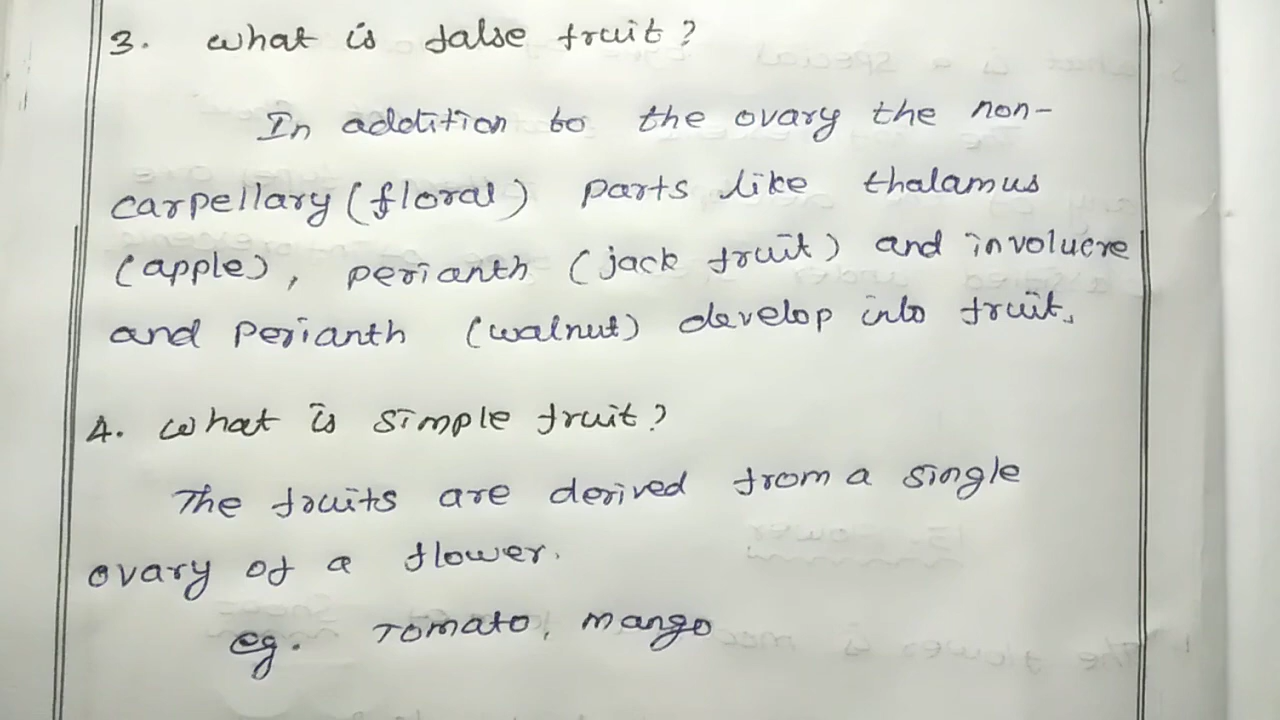 3. what is false fruit?
In addition to the ovary the non-
carpellary (floral) parts like thalamus
(apple), perianth (jack fruit) and involucre
and perianth (walnut) develop into fruit.
4. what is simple fruit?
The fruits are derived from a single
ovary of a flower.
eg. Tomato, mango